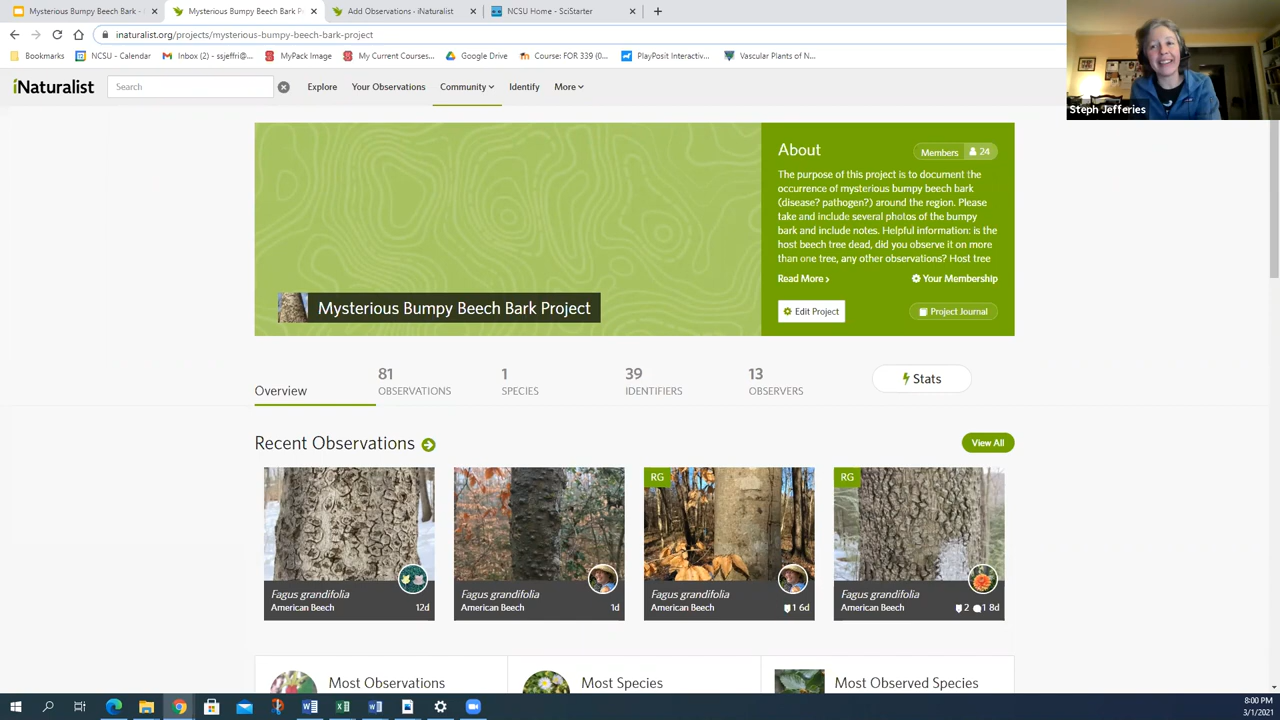 Mysterious Bumpy Beech Bark -
Mysterious Bumpy Beech Bark P
Add Observations · iNaturalist
NCSU Home - SciStarter
inaturalist.org/projects/mysterious-bumpy-beech-bark-project
Bookmarks
NCSU - Calendar
Inbox (2) - ssjeffri@...
MyPack Image
My Current Courses...
Google Drive
Course: FOR 339 (0...
PlayPosit Interactiv...
Vascular Plants of N...
Steph Jefferies
iNaturalist
Search
Explore
Your Observations
Community
Identify
More
About
Members 24
The purpose of this project is to document the
occurrence of mysterious bumpy beech bark
(disease? pathogen?) around the region. Please
take and include several photos of the bumpy
bark and include notes. Helpful information: is the
host beech tree dead, did you observe it on more
than one tree, any other observations? Host tree
Read More ›
Your Membership
Edit Project
Project Journal
Mysterious Bumpy Beech Bark Project
Overview
81
OBSERVATIONS
1
SPECIES
39
IDENTIFIERS
13
OBSERVERS
Stats
Recent Observations
View All
Fagus grandifolia
American Beech
12d
Fagus grandifolia
American Beech
1d
RG
Fagus grandifolia
American Beech
1 6d
RG
Fagus grandifolia
American Beech
2 1 8d
Most Observations
Most Species
Most Observed Species
8:00 PM
3/1/2021